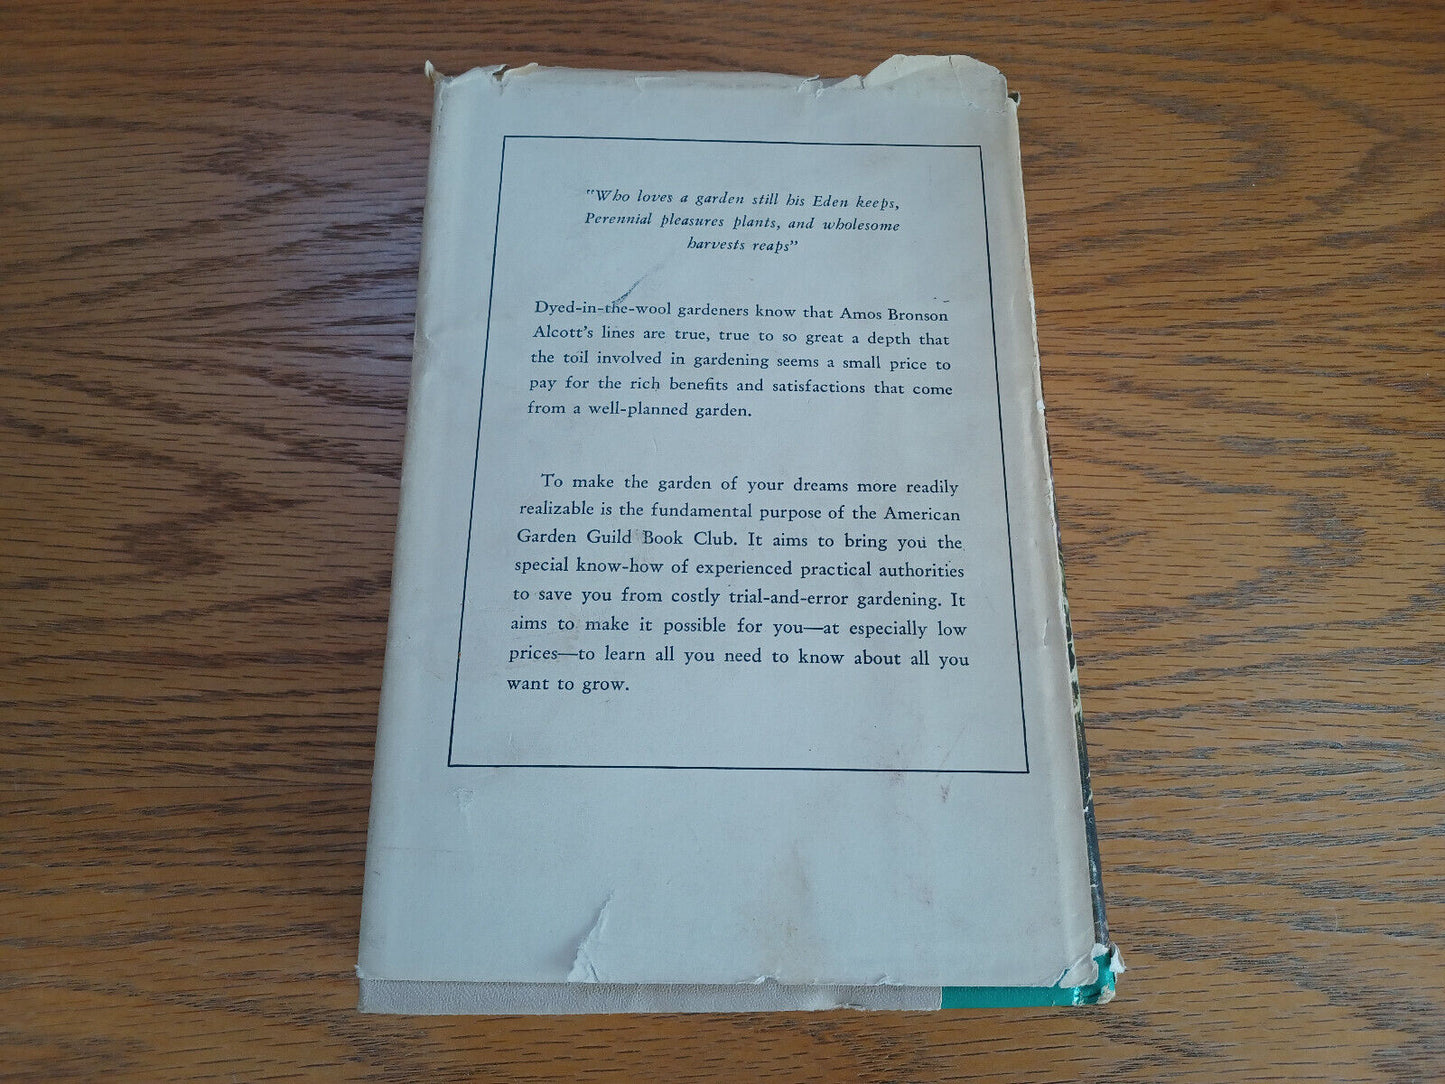 "Who loves a garden still his Eden keeps,
Perennial pleasures plants, and wholesome
harvests reaps"
Dyed-in-the-wool gardeners know that Amos Bronson
Alcott's lines are true, true to so great a depth that
the toil involved in gardening seems a small price to
pay for the rich benefits and satisfactions that come
from a well-planned garden.
To make the garden of your dreams more readily
realizable is the fundamental purpose of the American
Garden Guild Book Club. It aims to bring you the
special know-how of experienced practical authorities
to save you from costly trial-and-error gardening. It
aims to make it possible for you—at especially low
prices—to learn all you need to know about all you
want to grow.